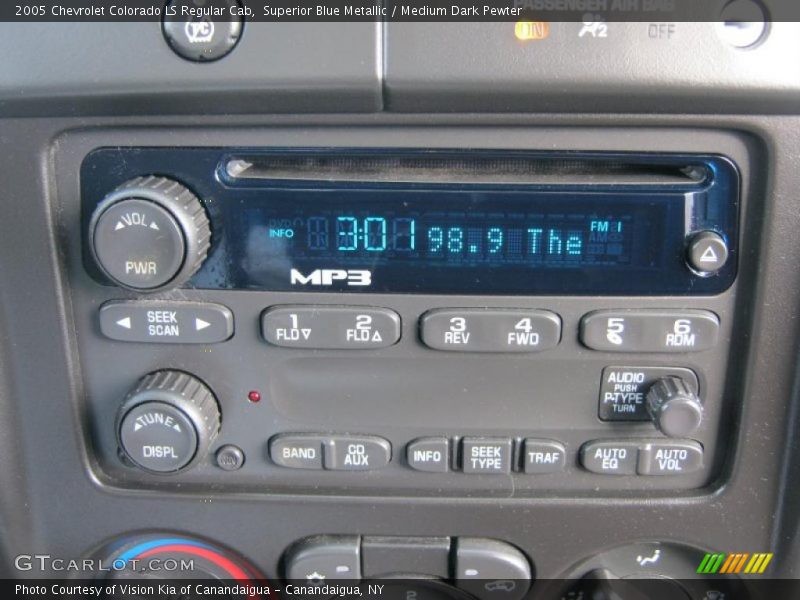 2005 Chevrolet Colorado LS Regular Cab, Superior Blue Metallic / Medium Dark Pewter
PASSENGER AIR BAG
ON 2 OFF
VOL
PWR
INFO 3:01 98.9 The FM 1
MP3
SEEK
SCAN
1 FLD
2 FLD
3 REV
4 FWD
5
6 RDM
AUDIO
PUSH
P-TYPE
TURN
TUNE
DISPL
BAND
CD
AUX
INFO
SEEK
TYPE
TRAF
AUTO
EQ
AUTO
VOL
GTCARLOT.COM
Photo Courtesy of Vision Kia of Canandaigua – Canandaigua, NY